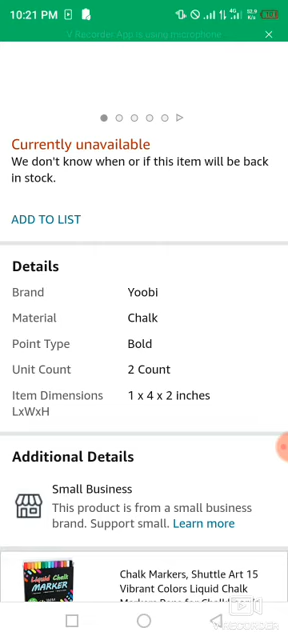 10:21 PM
V Recorder App is using microphone
Currently unavailable
We don't know when or if this item will be back
in stock.
ADD TO LIST
Details
Brand Yoobi
Material Chalk
Point Type Bold
Unit Count 2 Count
Item Dimensions 1 x 4 x 2 inches
LxWxH
Additional Details
Small Business
This product is from a small business
brand. Support small. Learn more
Liquid Chalk
MARKER
Chalk Markers, Shuttle Art 15
Vibrant Colors Liquid Chalk
V RECORDER